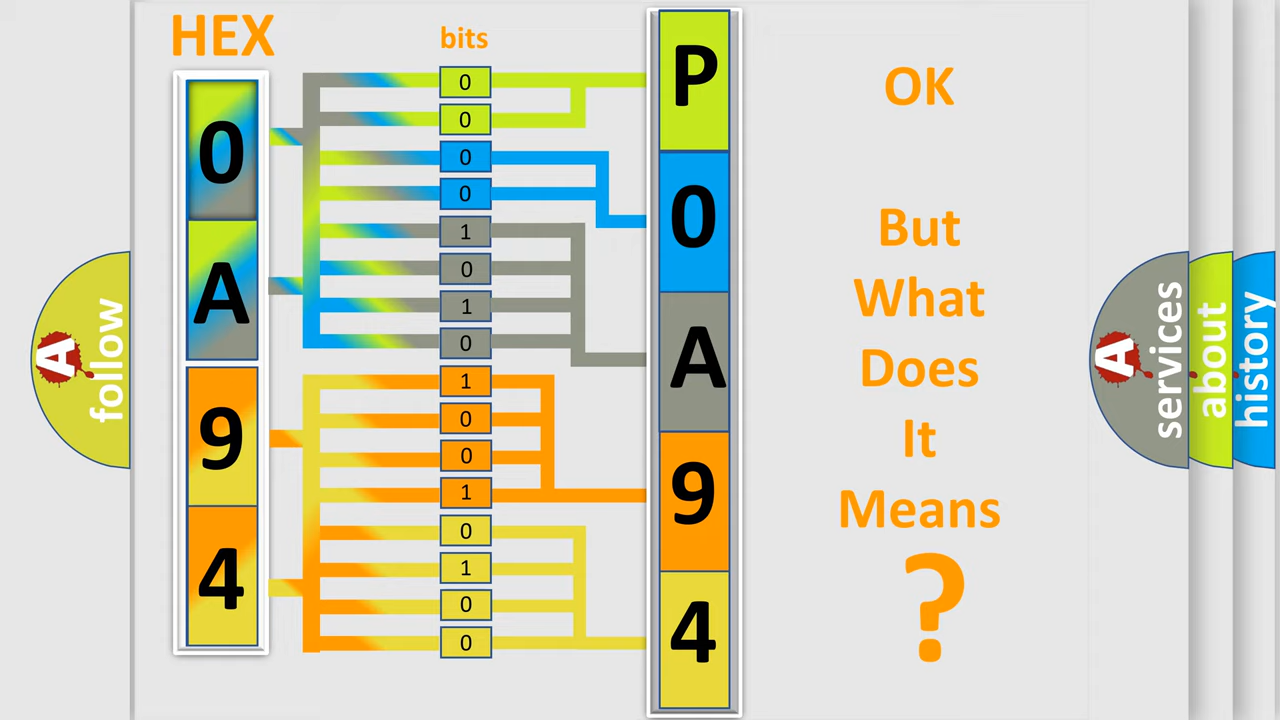 HEX
bits
0
A
9
4
0
0
0
0
1
0
1
0
1
0
0
1
0
1
0
0
P
0
A
9
4
OK
But
What
Does
It
Means
?
A
follow
A
services
about
history